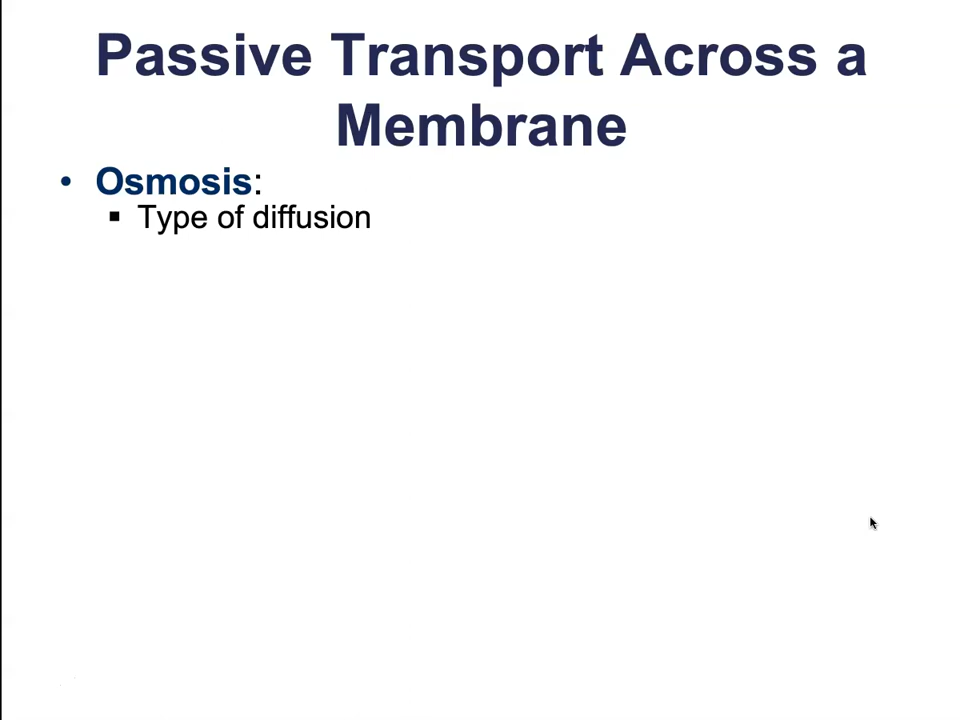 Passive Transport Across a
Membrane
• Osmosis:
▪ Type of diffusion